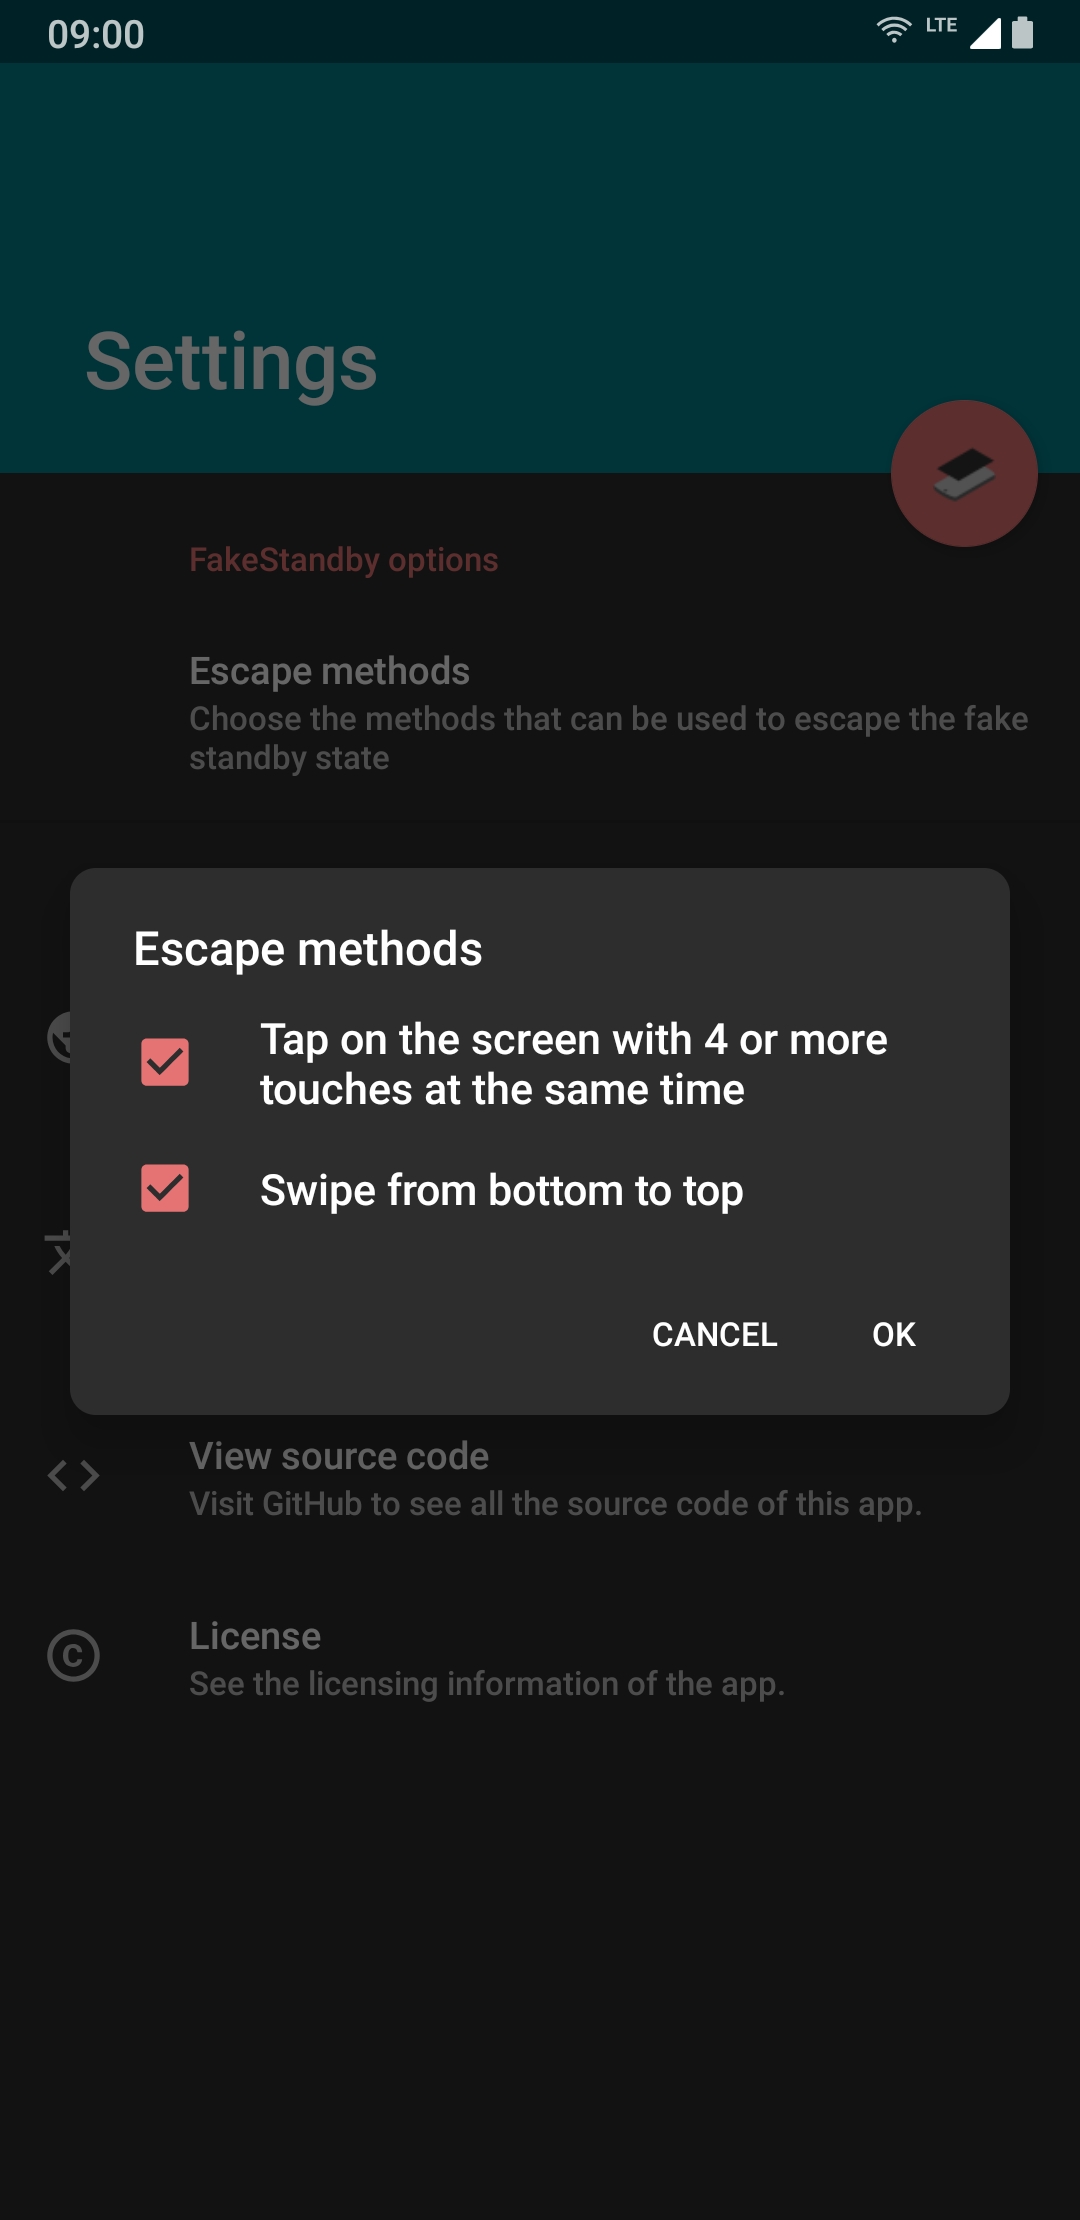 09:00
LTE
Settings
FakeStandby options
Escape methods
Choose the methods that can be used to escape the fake
standby state
Escape methods
Tap on the screen with 4 or more
touches at the same time
Swipe from bottom to top
CANCEL
OK
View source code
Visit GitHub to see all the source code of this app.
License
See the licensing information of the app.